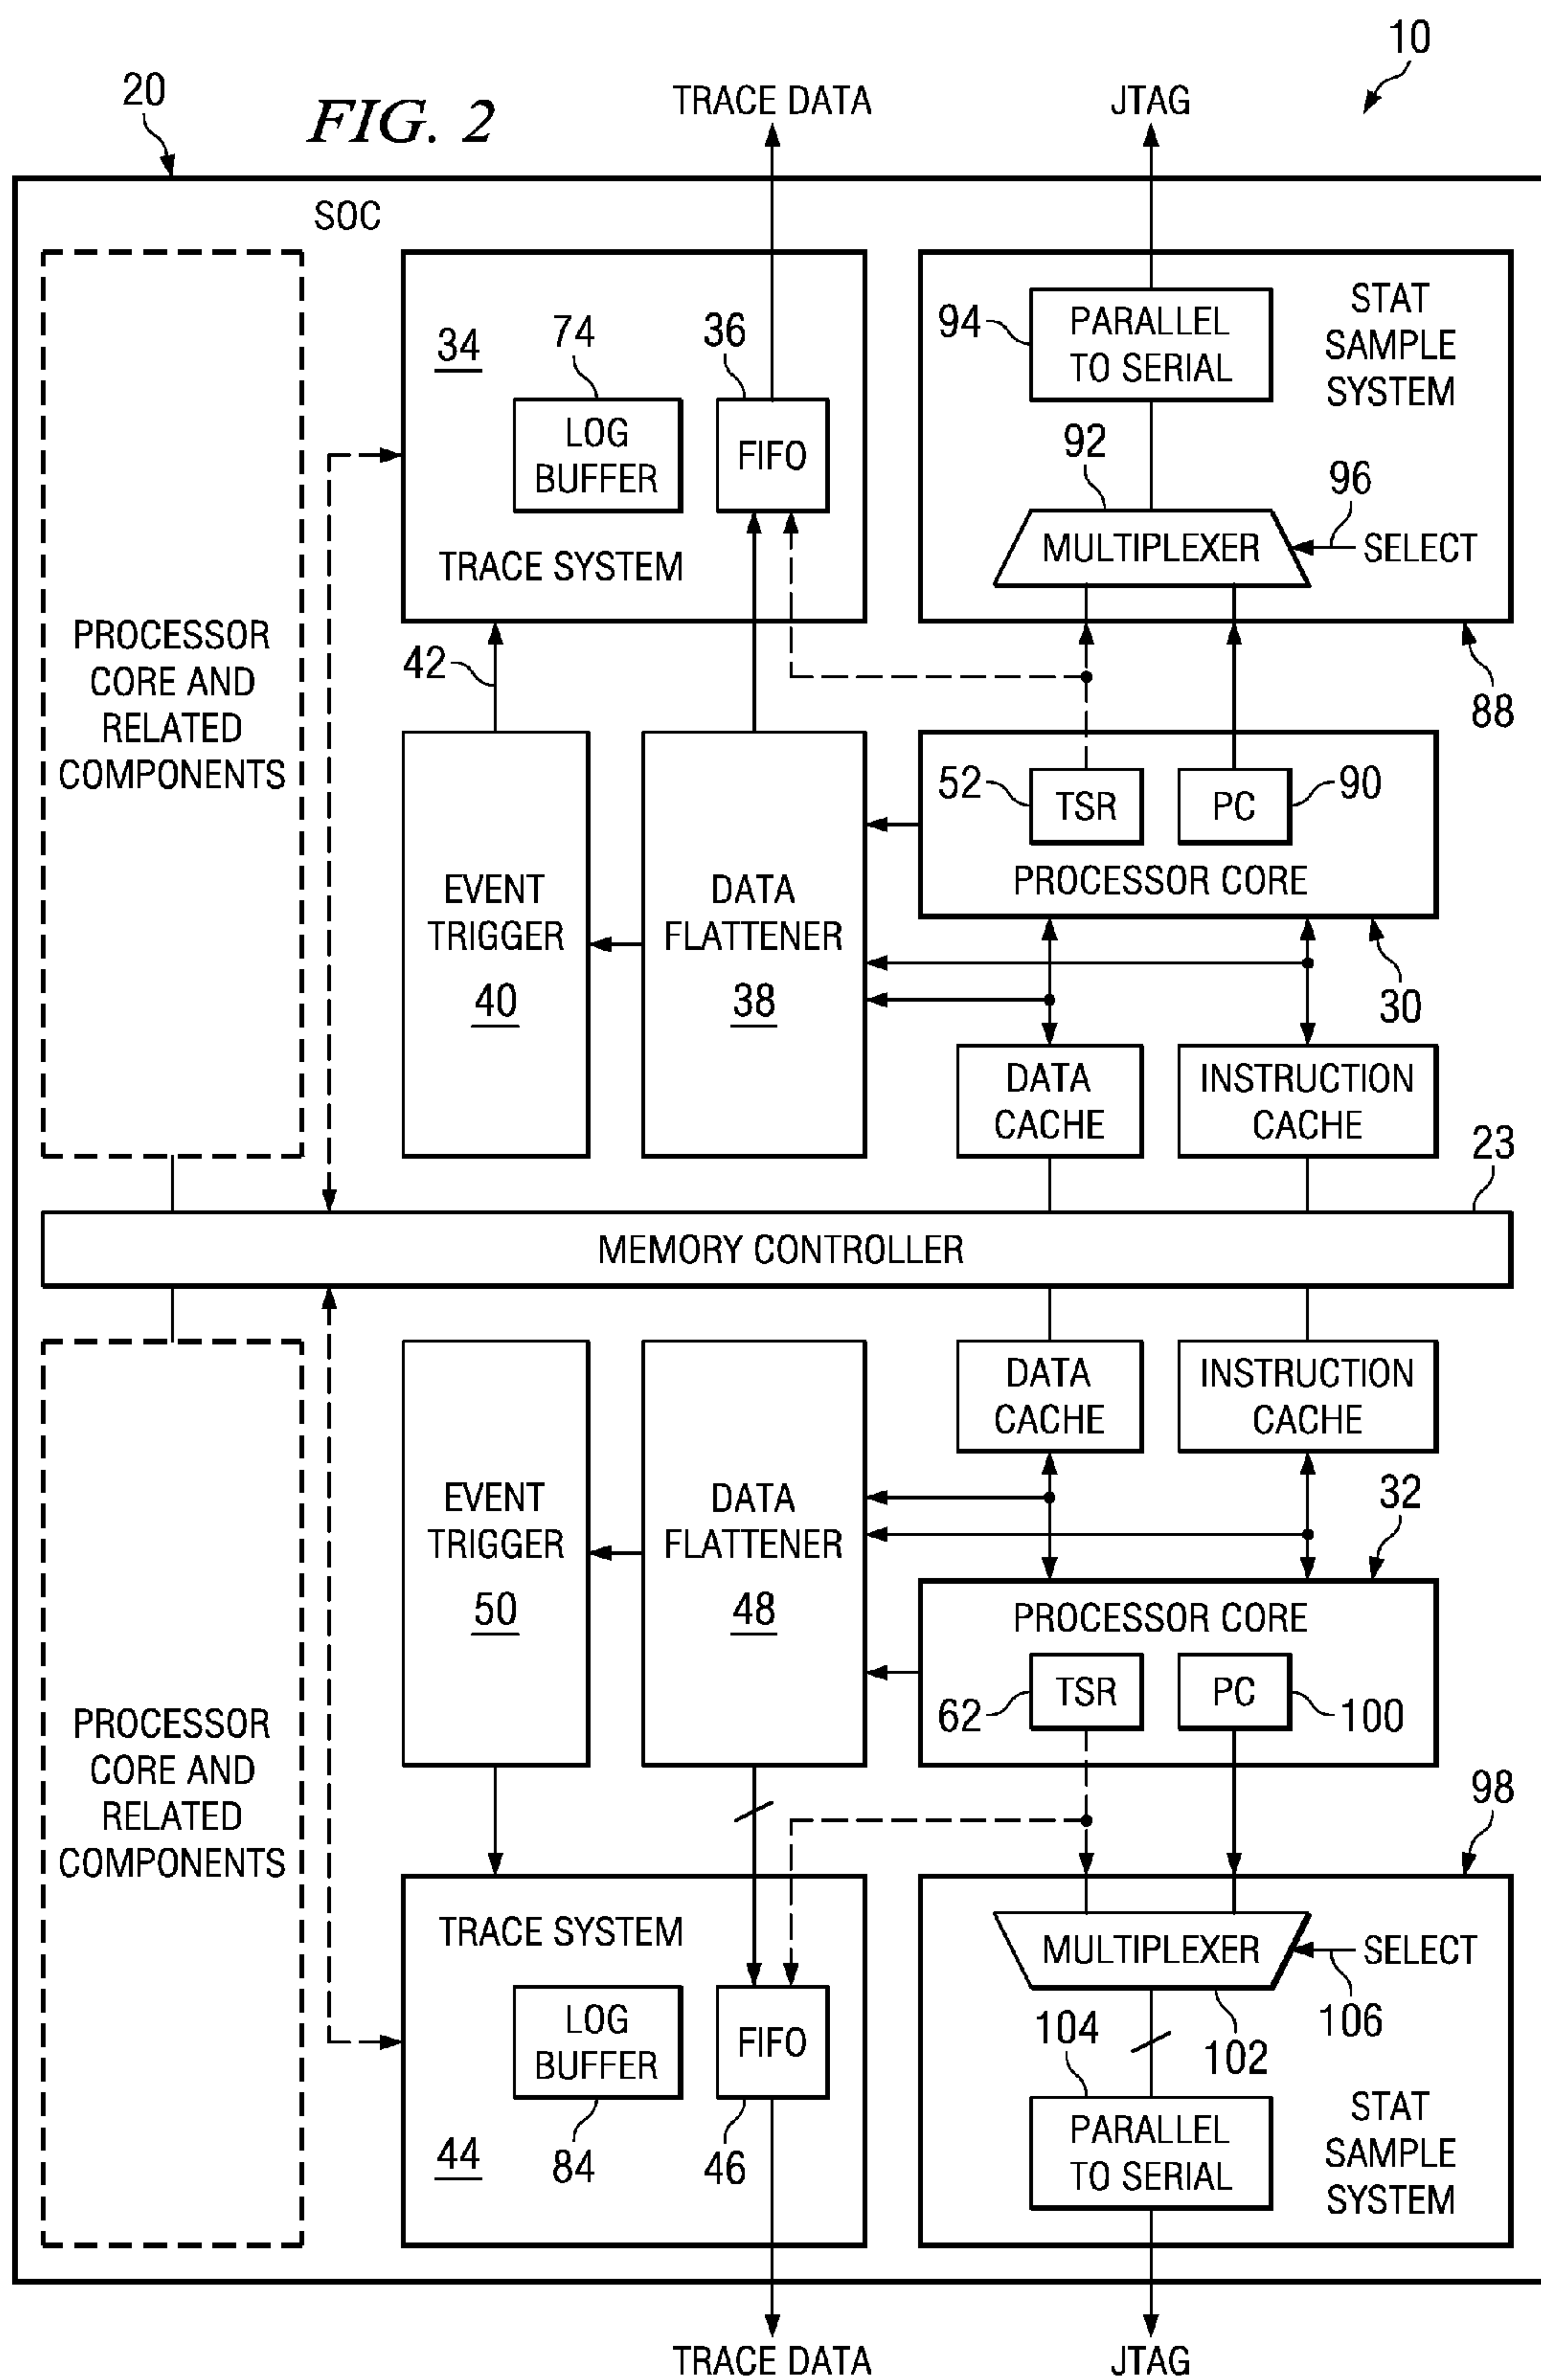 10
20
FIG. 2
TRACE DATA
JTAG
SOC
PROCESSOR
CORE AND
RELATED
COMPONENTS
34
74
36
LOG
BUFFER
FIFO
TRACE SYSTEM
94
PARALLEL
TO SERIAL
STAT
SAMPLE
SYSTEM
92
96
MULTIPLEXER
SELECT
42
88
EVENT
TRIGGER
40
DATA
FLATTENER
38
52
TSR
PC
90
PROCESSOR CORE
30
DATA
CACHE
INSTRUCTION
CACHE
23
MEMORY CONTROLLER
PROCESSOR
CORE AND
RELATED
COMPONENTS
EVENT
TRIGGER
50
DATA
FLATTENER
48
DATA
CACHE
INSTRUCTION
CACHE
32
PROCESSOR CORE
62
TSR
PC
100
98
TRACE SYSTEM
LOG
BUFFER
FIFO
44
84
46
MULTIPLEXER
SELECT
106
104
102
PARALLEL
TO SERIAL
STAT
SAMPLE
SYSTEM
TRACE DATA
JTAG